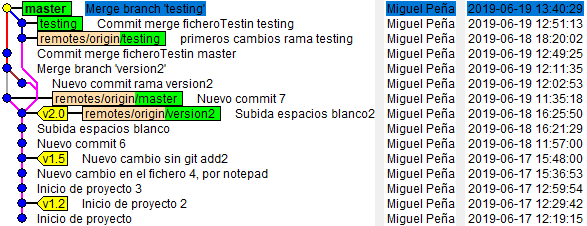 master Merge branch 'testing' Miguel Peña 2019-06-19 13:40:29
testing Commit merge ficheroTestin testing Miguel Peña 2019-06-19 12:51:13
remotes/origin/testing primeros cambios rama testing Miguel Peña 2019-06-18 18:20:02
Commit merge ficheroTestin master Miguel Peña 2019-06-19 12:49:25
Merge branch 'version2' Miguel Peña 2019-06-19 12:11:35
Nuevo commit rama version2 Miguel Peña 2019-06-19 12:02:53
remotes/origin/master Nuevo commit 7 Miguel Peña 2019-06-19 11:35:18
v2.0 remotes/origin/version2 Subida espacios blanco2 Miguel Peña 2019-06-18 16:25:50
Subida espacios blanco Miguel Peña 2019-06-18 16:21:29
Nuevo commit 6 Miguel Peña 2019-06-18 11:57:00
v1.5 Nuevo cambio sin git add2 Miguel Peña 2019-06-17 15:48:00
Nuevo cambio en el fichero 4, por notepad Miguel Peña 2019-06-17 15:36:53
Inicio de proyecto 3 Miguel Peña 2019-06-17 12:59:54
v1.2 Inicio de proyecto 2 Miguel Peña 2019-06-17 12:29:42
Inicio de proyecto Miguel Peña 2019-06-17 12:19:15